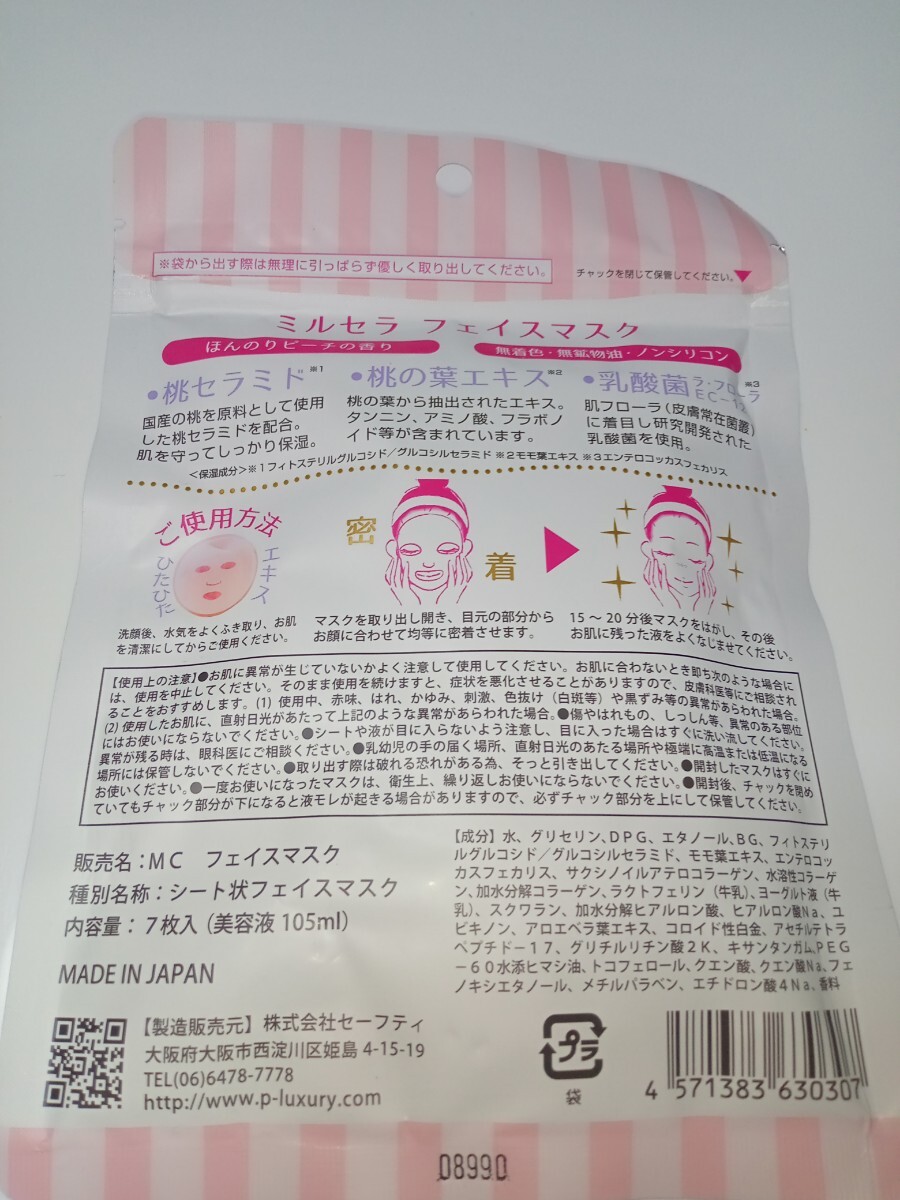 ※袋から出す際は無理に引っぱらず優しく取り出してください。
チャックを閉じて保管してください。▼
ミルセラ フェイスマスク
ほんのりピーチの香り
無着色・無鉱物油・ノンシリコン
・桃セラミド※1
国産の桃を原料として使用
した桃セラミドを配合。
肌を守ってしっかり保湿。
・桃の葉エキス※2
桃の葉から抽出されたエキス。
タンニン、アミノ酸、フラボノ
イド等が含まれています。
・乳酸菌ラ・フローラEC-12※3
肌フローラ(皮膚常在菌叢)
に着目し研究開発された
乳酸菌を使用。
<保湿成分>※1フィトステリルグルコシド/グルコシルセラミド ※2モモ葉エキス ※3エンテロコッカスフェカリス
ご使用方法
ひたひた
エキス
密
着
洗顔後、水気をよくふき取り、お肌
を清潔にしてからご使用ください。
マスクを取り出し開き、目元の部分から
お顔に合わせて均等に密着させます。
15~20分後マスクをはがし、その後
お肌に残った液をよくなじませてください。
【使用上の注意】●お肌に異常が生じていないかよく注意して使用してください。お肌に合わないとき即ち次のような場合に
は、使用を中止してください。そのまま使用を続けますと、症状を悪化させることがありますので、皮膚科医等にご相談され
ることをおすすめします。(1) 使用中、赤味、はれ、かゆみ、刺激、色抜け(白斑等)や黒ずみ等の異常があらわれた場合。
(2) 使用したお肌に、直射日光があたって上記のような異常があらわれた場合。●傷やはれもの、しっしん等、異常のある部位
にはお使いにならないでください。●シートや液が目に入らないよう注意し、目に入った場合はすぐに洗い流してください。
異常が残る時は、眼科医にご相談ください。●乳幼児の手の届く場所、直射日光のあたる場所や極端に高温または低温になる
場所には保管しないでください。●取り出す際は破れる恐れがある為、そっと引き出してください。●開封したマスクはすぐに
お使いください。●一度お使いになったマスクは、衛生上、繰り返しお使いにならないでください。●開封後、チャックを閉め
ていてもチャック部分が下になると液モレが起きる場合がありますので、必ずチャック部分を上にして保管してください。
販売名:MC フェイスマスク
種別名称:シート状フェイスマスク
内容量:7枚入(美容液105ml)
MADE IN JAPAN
【成分】水、グリセリン、DPG、エタノール、BG、フィトステリ
ルグルコシド/グルコシルセラミド、モモ葉エキス、エンテロコッ
カスフェカリス、サクシノイルアテロコラーゲン、水溶性コラーゲ
ン、加水分解コラーゲン、ラクトフェリン(牛乳)、ヨーグルト液(牛
乳)、スクワラン、加水分解ヒアルロン酸、ヒアルロン酸Na、ユ
ビキノン、アロエベラ葉エキス、コロイド性白金、アセチルテトラ
ペプチド-17、グリチルリチン酸2K、キサンタンガム、PEG
-60水添ヒマシ油、トコフェロール、クエン酸、クエン酸Na、フェ
ノキシエタノール、メチルパラベン、エチドロン酸4Na、香料
【製造販売元】株式会社セーフティ
大阪府大阪市西淀川区姫島 4-15-19
TEL(06)6478-7778
http://www.p-luxury.com
プラ
袋
4 571383 630307
08990